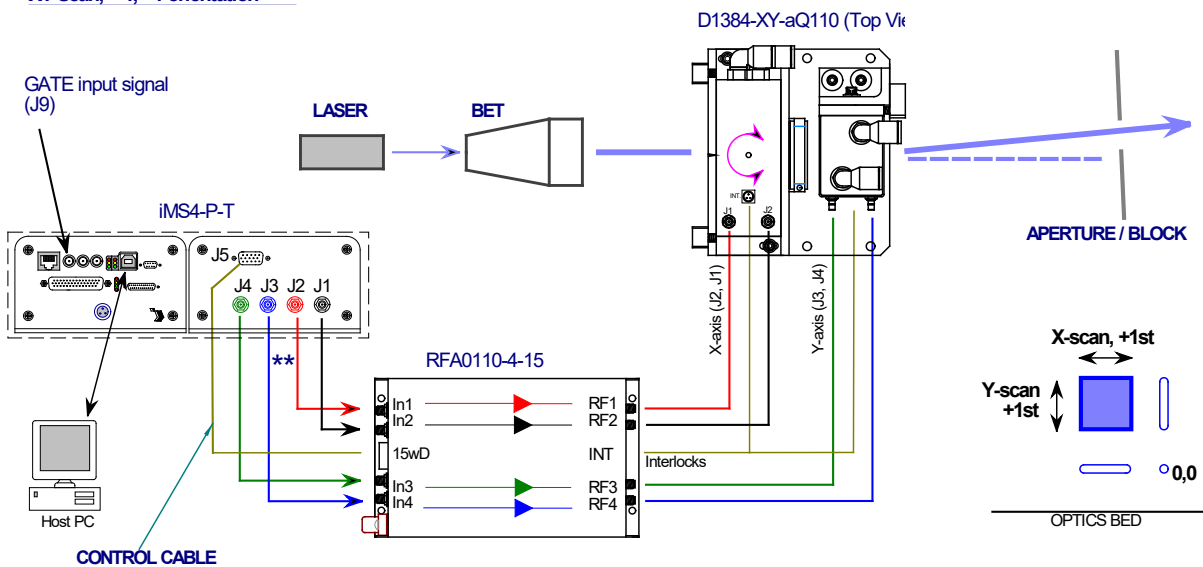 D1384-XY-aQ110 (Top Vie
GATE input signal
(J9)
LASER
BET
INT.
J1
J2
iMS4-P-T
APERTURE / BLOCK
J5
J4
J3
J2
J1
**
X-axis (J2, J1)
Y-axis (J3, J4)
RFA0110-4-15
X-scan, +1st
Y-scan
+1st
In1
RF1
In2
RF2
15wD
INT
Interlocks
In3
RF3
In4
RF4
0,0
Host PC
OPTICS BED
CONTROL CABLE